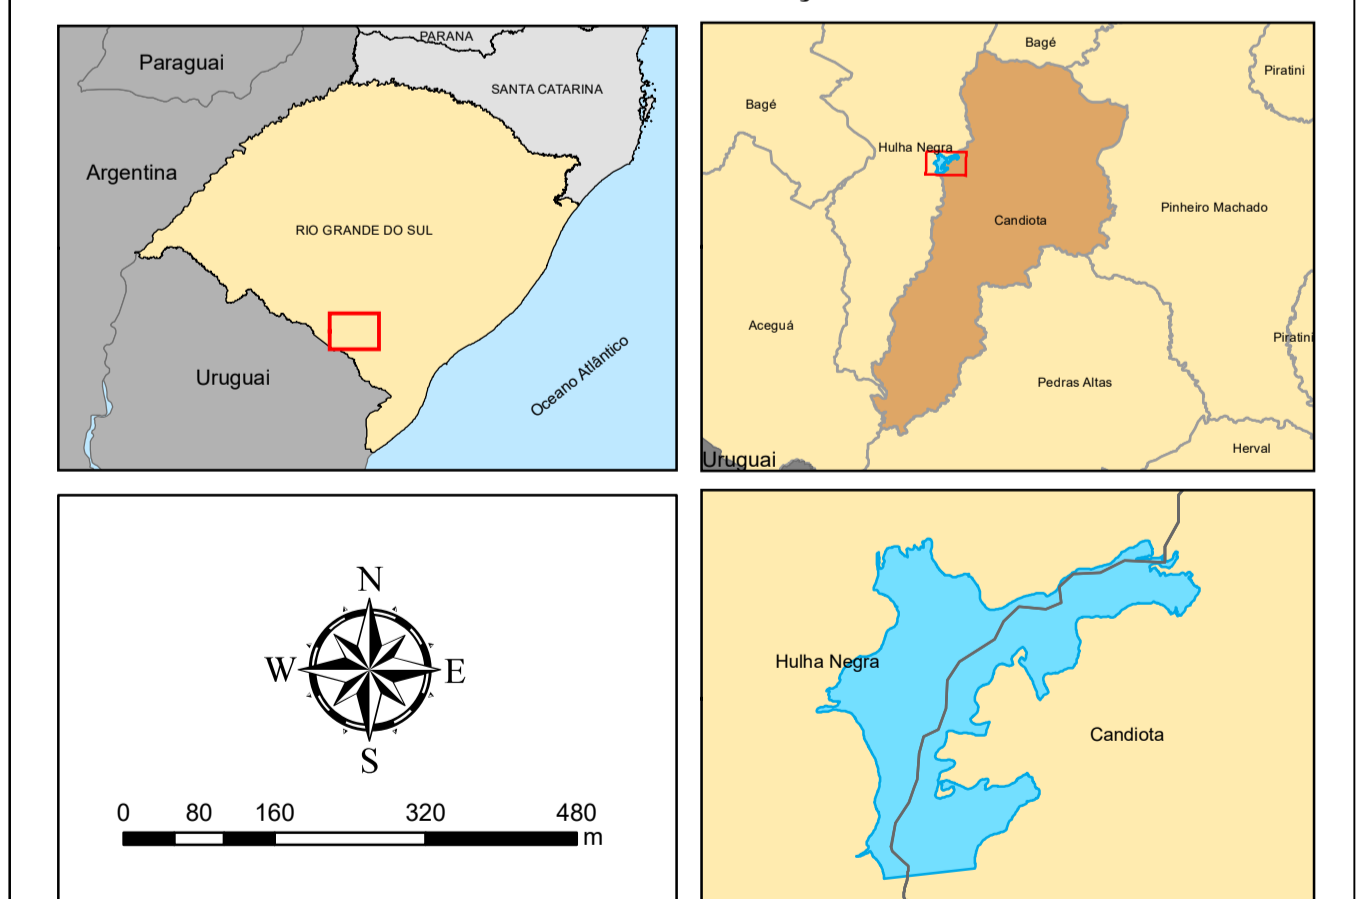 Paraguai
PARANA
SANTA CATARINA
Argentina
RIO GRANDE DO SUL
Uruguai
Oceano Atlântico
Bagé
Piratini
Bagé
Hulha Negra
Pinheiro Machado
Candiota
Aceguá
Piratini
Pedras Altas
Herval
Uruguai
N
W
E
S
0 80 160 320 480
m
Hulha Negra
Candiota